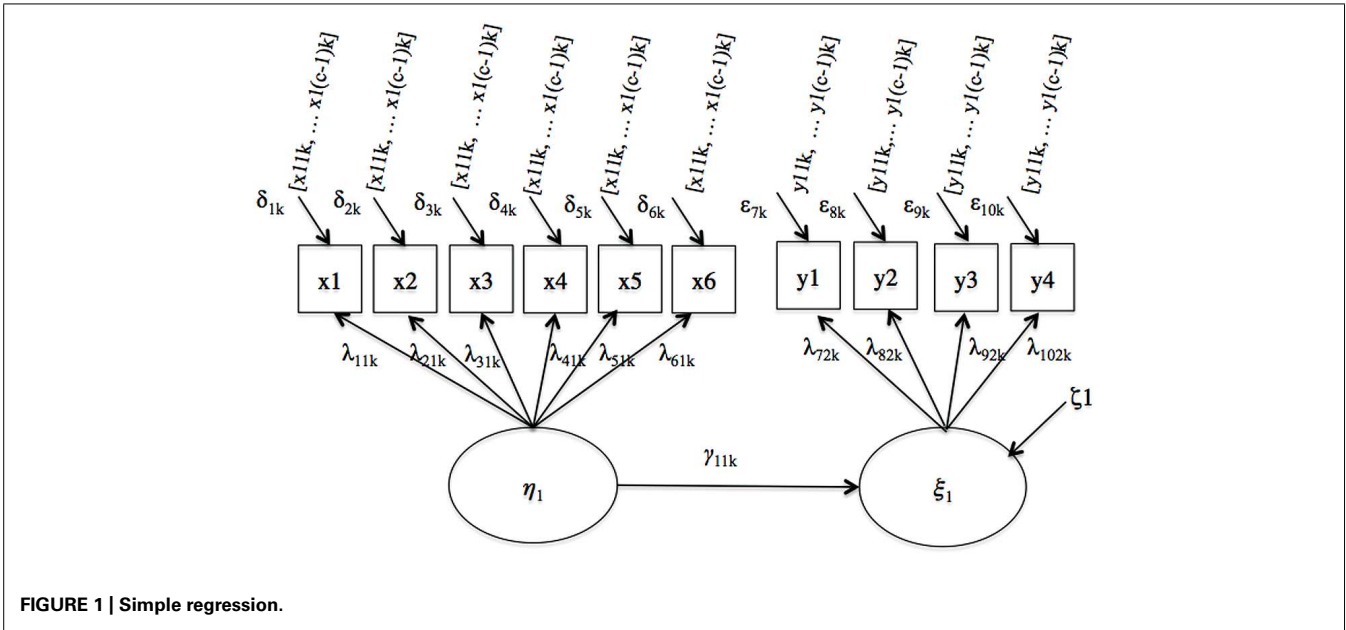 [x11k, … x1(c-1)k]
[x11k, … x1(c-1)k]
[x11k, … x1(c-1)k]
[x11k, … x1(c-1)k]
[x11k, … x1(c-1)k]
[x11k, … x1(c-1)k]
y11k, … y1(c-1)k]
[y11k,… y1(c-1)k]
[y11k, … y1(c-1)k]
[y11k, … y1(c-1)k]
δ1k δ2k δ3k δ4k δ5k δ6k ε7k ε8k ε9k ε10k
x1 x2 x3 x4 x5 x6 y1 y2 y3 y4
λ11k λ21k λ31k λ41k λ51k λ61k λ72k λ82k λ92k λ102k
ζ1
γ11k
η1 ξ1
FIGURE 1 | Simple regression.